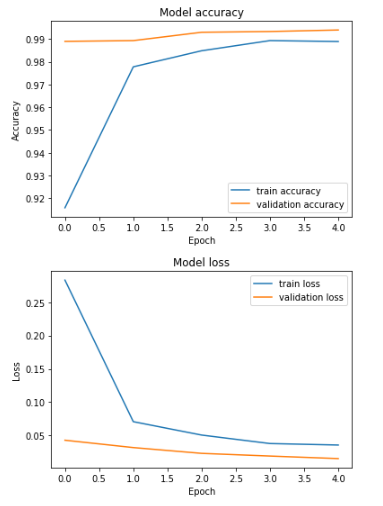 Model accuracy
0.99
0.98
0.97
0.96
0.95
0.94
0.93
0.92
Accuracy
train accuracy
validation accuracy
0.0 0.5 1.0 1.5 2.0 2.5 3.0 3.5 4.0
Epoch
Model loss
train loss
validation loss
0.25
0.20
0.15
0.10
0.05
Loss
0.0 0.5 1.0 1.5 2.0 2.5 3.0 3.5 4.0
Epoch